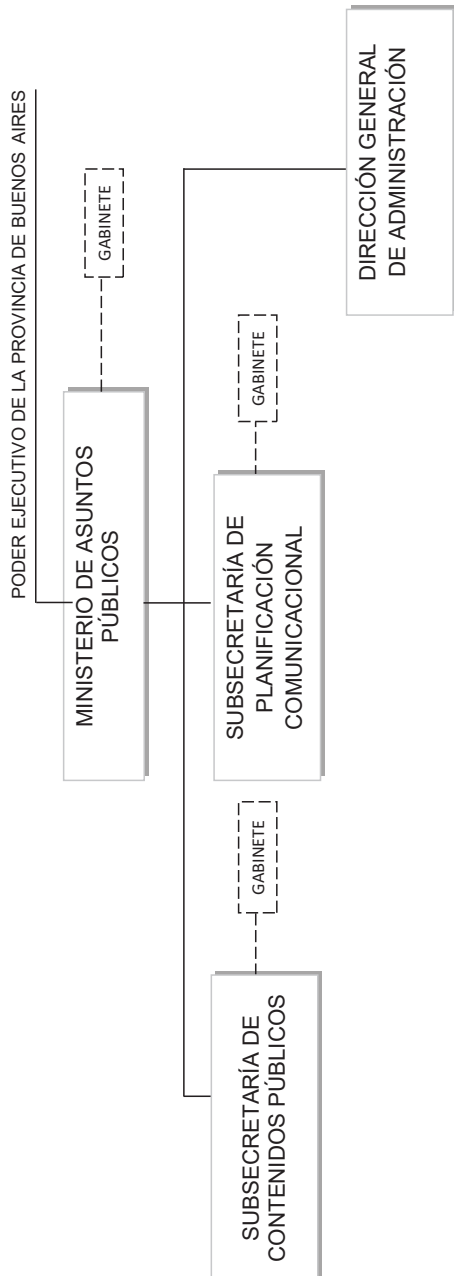 PODER EJECUTIVO DE LA PROVINCIA DE BUENOS AIRES
MINISTERIO DE ASUNTOS
PÚBLICOS
GABINETE
SUBSECRETARÍA DE
CONTENIDOS PÚBLICOS
GABINETE
SUBSECRETARÍA DE
PLANIFICACIÓN
COMUNICACIONAL
GABINETE
DIRECCIÓN GENERAL
DE ADMINISTRACIÓN